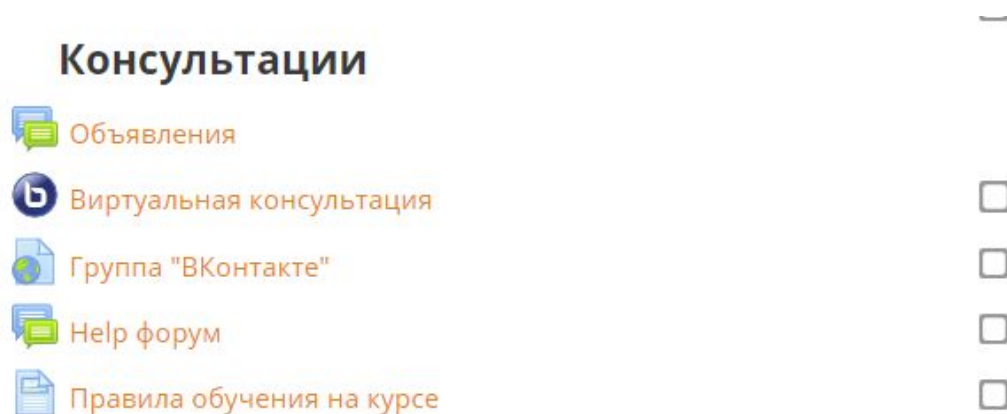 Консультации
Объявления
Виртуальная консультация
Группа "ВКонтакте"
Help форум
Правила обучения на курсе